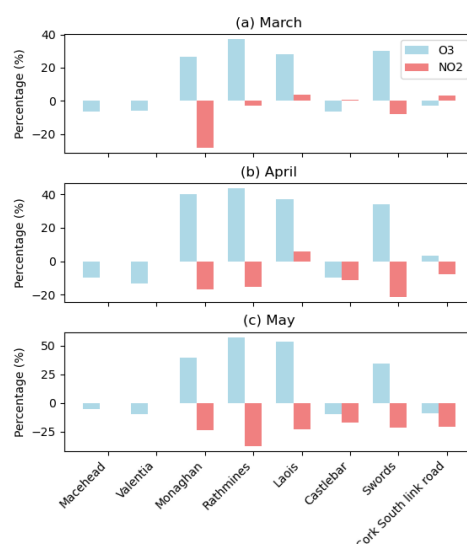 (a) March
Percentage (%)
40
20
0
−20
O3
NO2
(b) April
Percentage (%)
40
20
0
−20
(c) May
Percentage (%)
50
25
0
−25
Macehead
Valentia
Monaghan
Rathmines
Laois
Castlebar
Swords
South link road